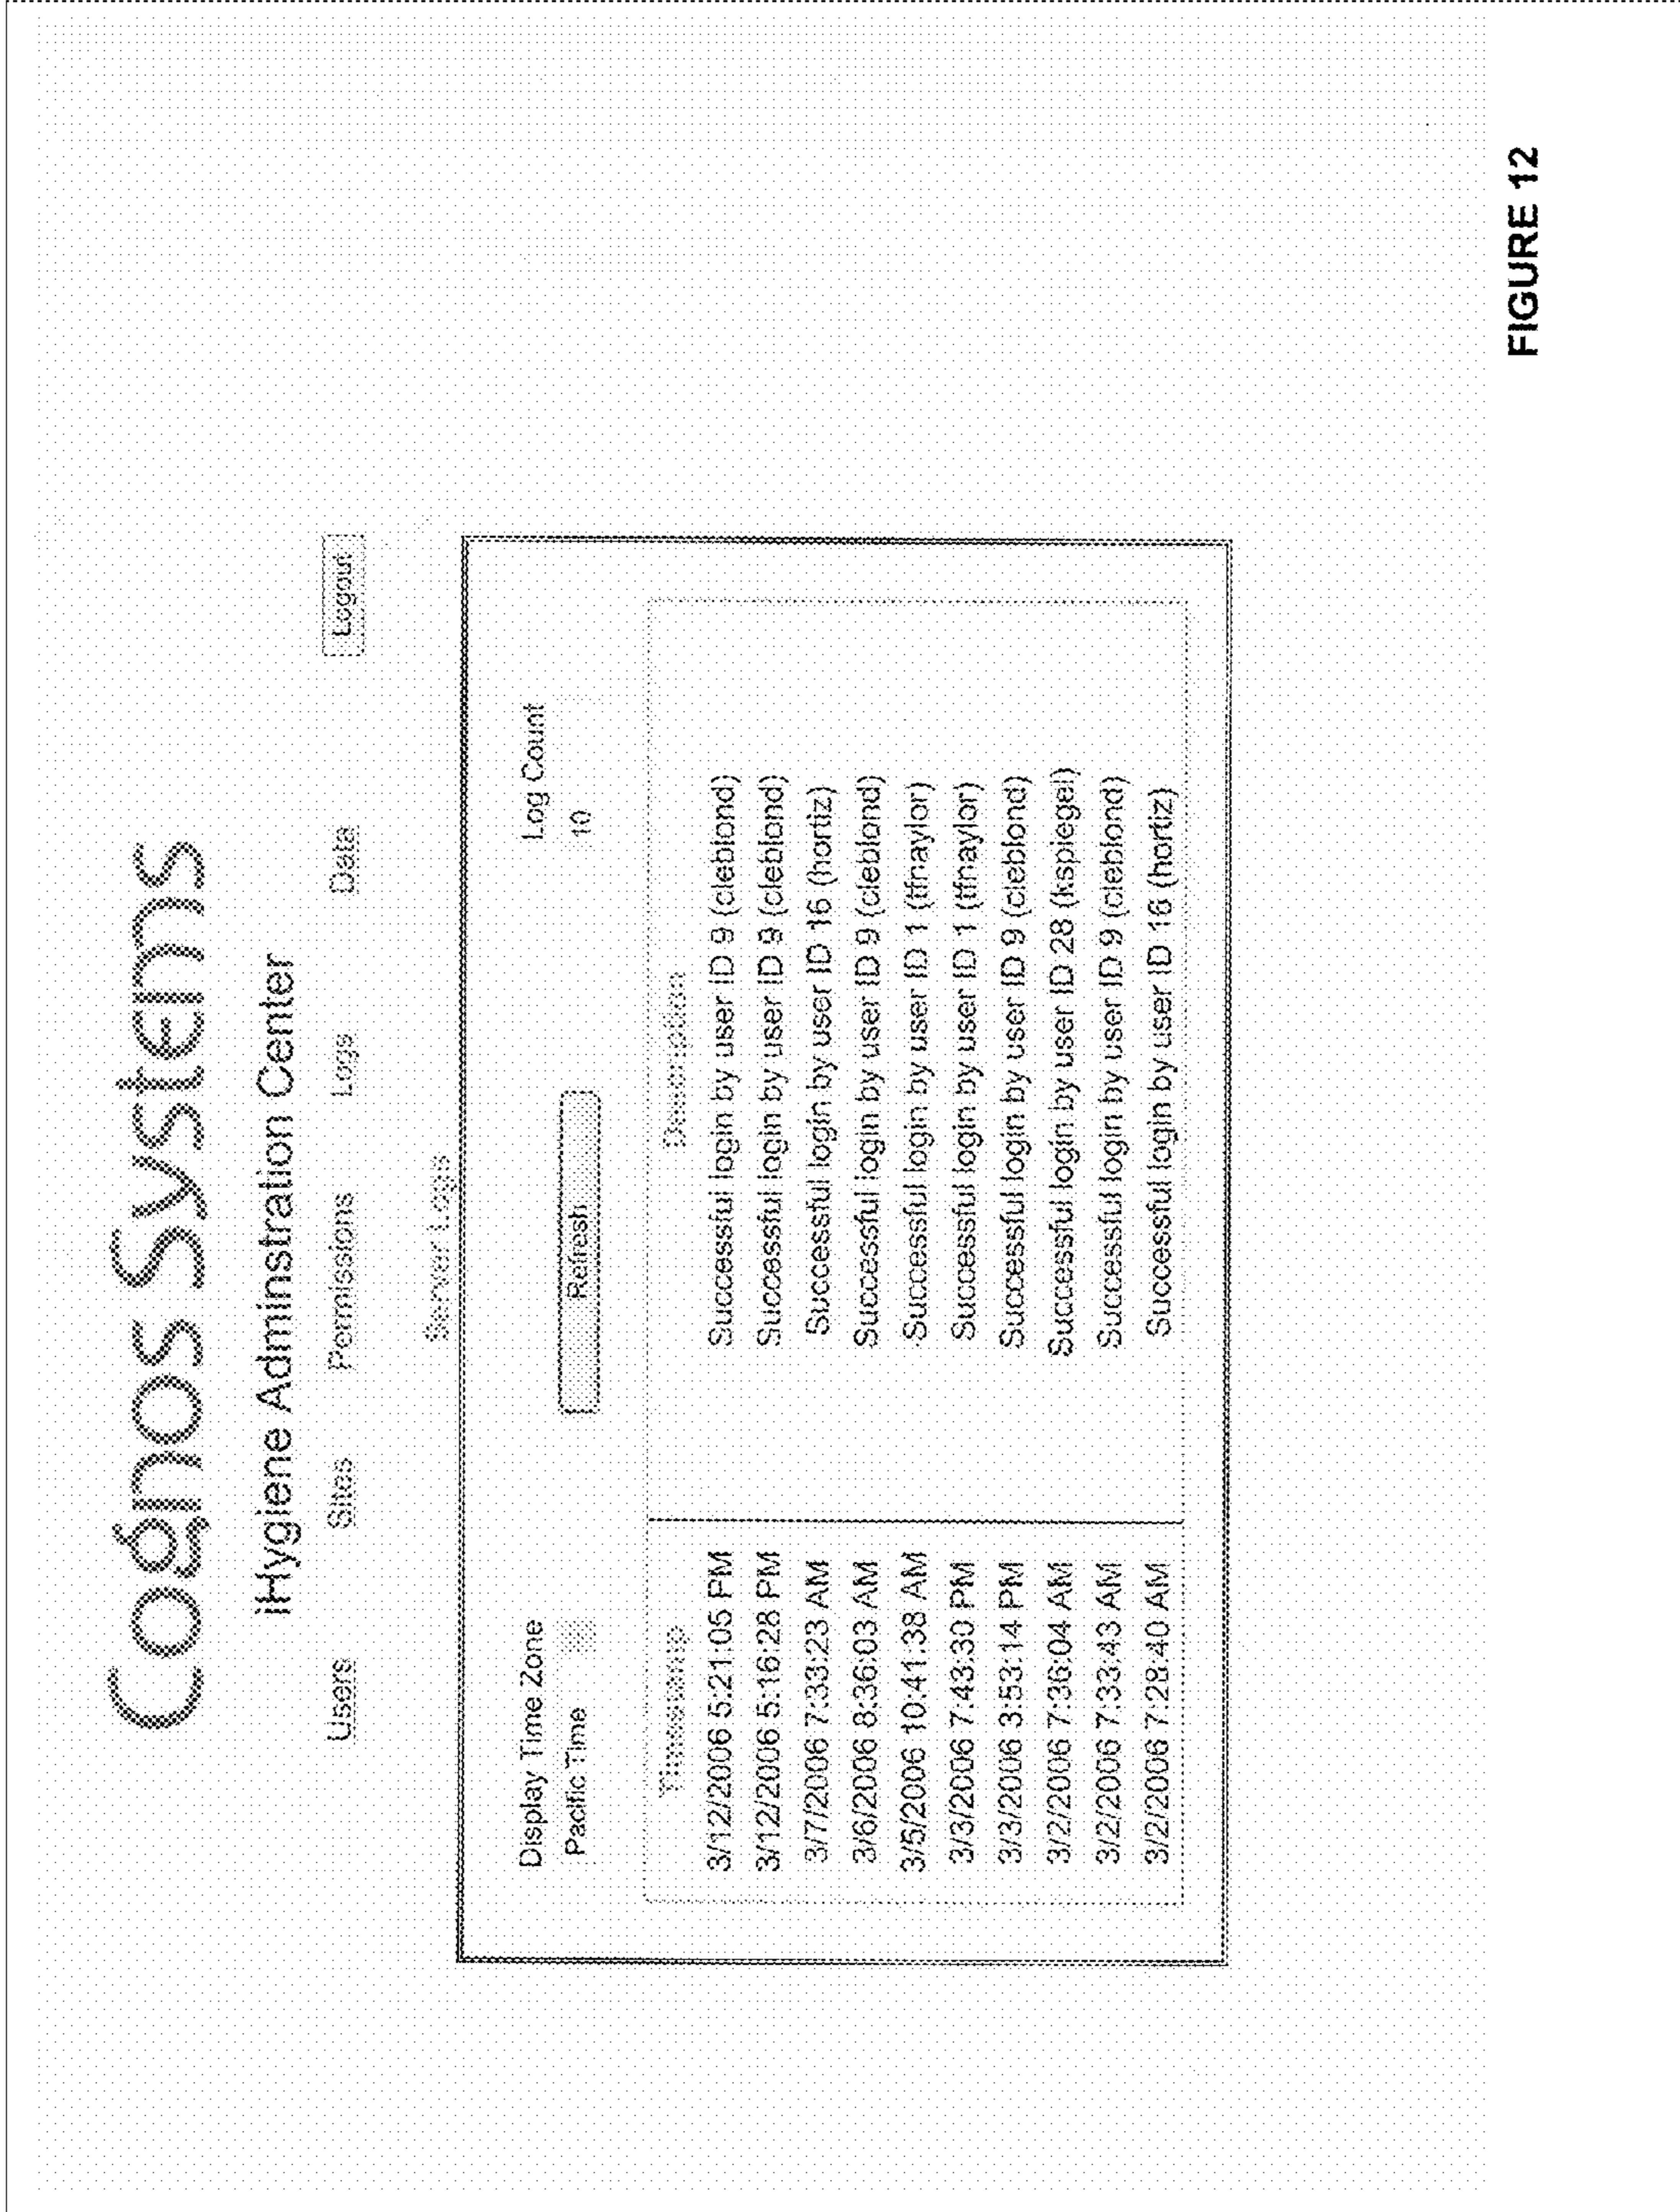 Cognos Systems
iHygiene Adminstration Center
Users Sites Permissions Logs Data Logout
Server Logs
Display Time Zone Log Count
Pacific Time Refresh 10
Timestamp Description
3/12/2006 5:21:05 PM Successful login by user ID 9 (cleblond)
3/12/2006 5:16:28 PM Successful login by user ID 9 (cleblond)
3/7/2006 7:33:23 AM Successful login by user ID 16 (hortiz)
3/6/2006 8:36:03 AM Successful login by user ID 9 (cleblond)
3/5/2006 10:41:38 AM Successful login by user ID 1 (tfnaylor)
3/3/2006 7:43:30 PM Successful login by user ID 1 (tfnaylor)
3/3/2006 3:53:14 PM Successful login by user ID 9 (cleblond)
3/2/2006 7:36:04 AM Successful login by user ID 28 (kspiegel)
3/2/2006 7:33:43 AM Successful login by user ID 9 (cleblond)
3/2/2006 7:28:40 AM Successful login by user ID 16 (hortiz)
FIGURE 12